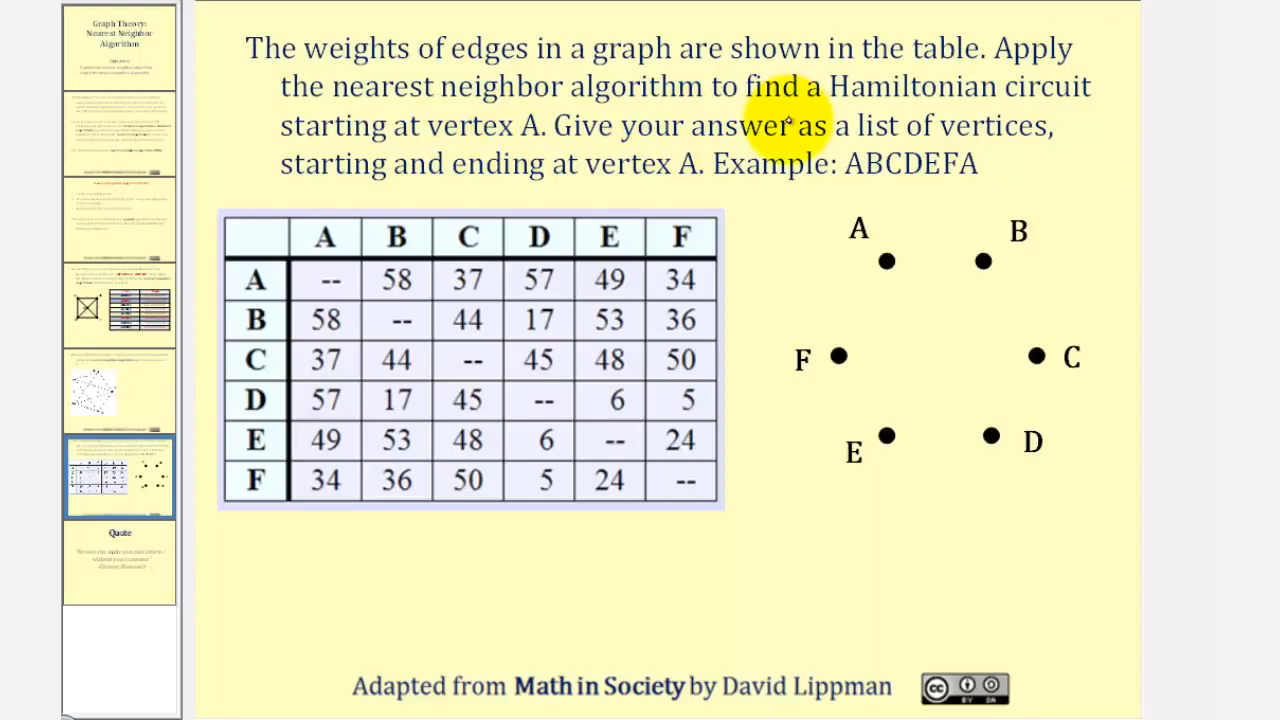 Graph Theory:
Nearest Neighbor
Algorithm
Quote
The weights of edges in a graph are shown in the table. Apply
the nearest neighbor algorithm to find a Hamiltonian circuit
starting at vertex A. Give your answer as a list of vertices,
starting and ending at vertex A. Example: ABCDEFA
A B C D E F
A -- 58 37 57 49 34
B 58 -- 44 17 53 36
C 37 44 -- 45 48 50
D 57 17 45 -- 6 5
E 49 53 48 6 -- 24
F 34 36 50 5 24 --
A B
F C
E D
Adapted from Math in Society by David Lippman
cc
BY SA